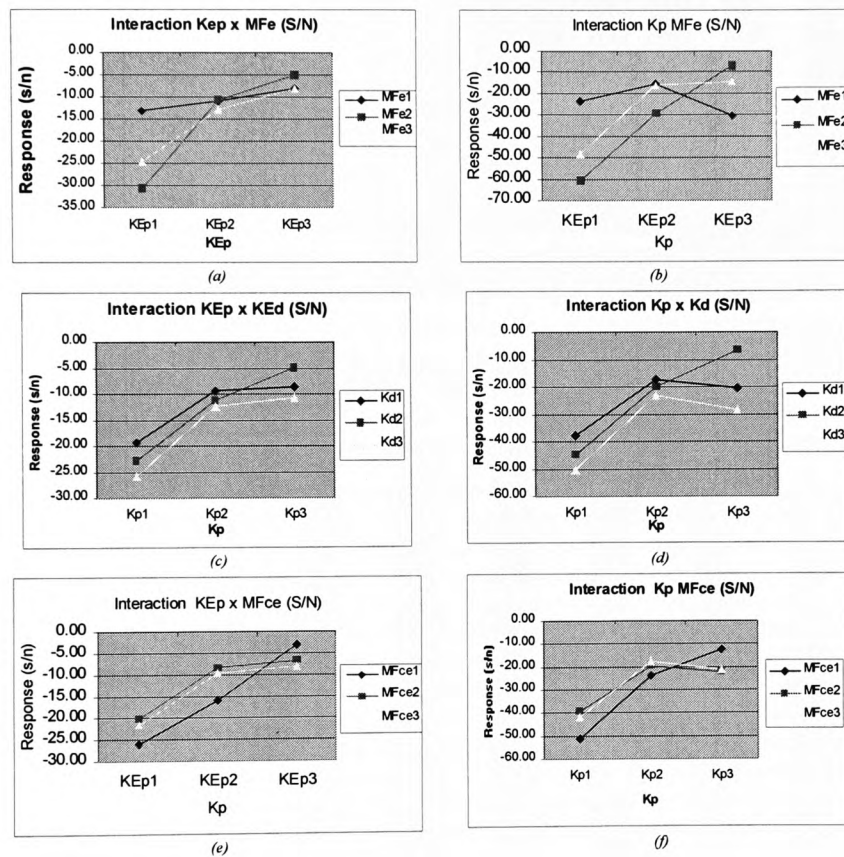 Interaction Kep x MFe (S/N)
0.00
-5.00
-10.00
-15.00
-20.00
-25.00
-30.00
-35.00
Response (s/n)
KEp1 KEp2 KEp3
KEp
MFe1
MFe2
MFe3
(a)
Interaction Kp MFe (S/N)
0.00
-10.00
-20.00
-30.00
-40.00
-50.00
-60.00
-70.00
Response (s/n)
KEp1 KEp2 KEp3
Kp
MFe1
MFe2
MFe3
(b)
Interaction KEp x KEd (S/N)
0.00
-5.00
-10.00
-15.00
-20.00
-25.00
-30.00
Response (s/n)
Kp1 Kp2 Kp3
Kp
Kd1
Kd2
Kd3
(c)
Interaction Kp x Kd (S/N)
0.00
-10.00
-20.00
-30.00
-40.00
-50.00
-60.00
Response (s/n)
Kp1 Kp2 Kp3
Kp
Kd1
Kd2
Kd3
(d)
Interaction KEp x MFce (S/N)
0.00
-5.00
-10.00
-15.00
-20.00
-25.00
-30.00
Response (s/n)
KEp1 KEp2 KEp3
Kp
MFce1
MFce2
MFce3
(e)
Interaction Kp MFce (S/N)
0.00
-10.00
-20.00
-30.00
-40.00
-50.00
-60.00
Response (s/n)
Kp1 Kp2 Kp3
Kp
MFce1
MFce2
MFce3
(f)